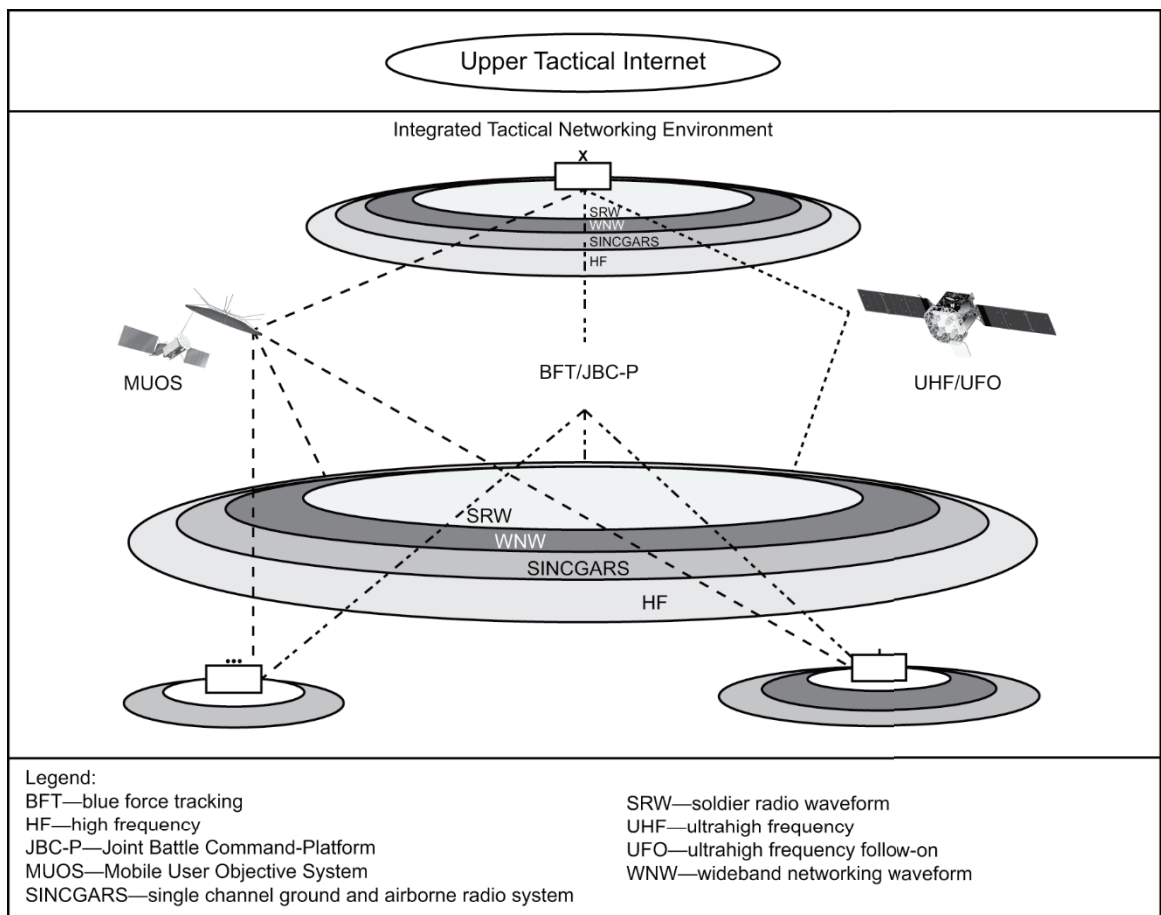 Upper Tactical Internet
Integrated Tactical Networking Environment
X
SRW
WNW
SINCGARS
HF
MUOS
BFT/JBC-P
UHF/UFO
SRW
WNW
SINCGARS
HF
•••
I
Legend:
BFT—blue force tracking
HF—high frequency
JBC-P—Joint Battle Command-Platform
MUOS—Mobile User Objective System
SINCGARS—single channel ground and airborne radio system
SRW—soldier radio waveform
UHF—ultrahigh frequency
UFO—ultrahigh frequency follow-on
WNW—wideband networking waveform